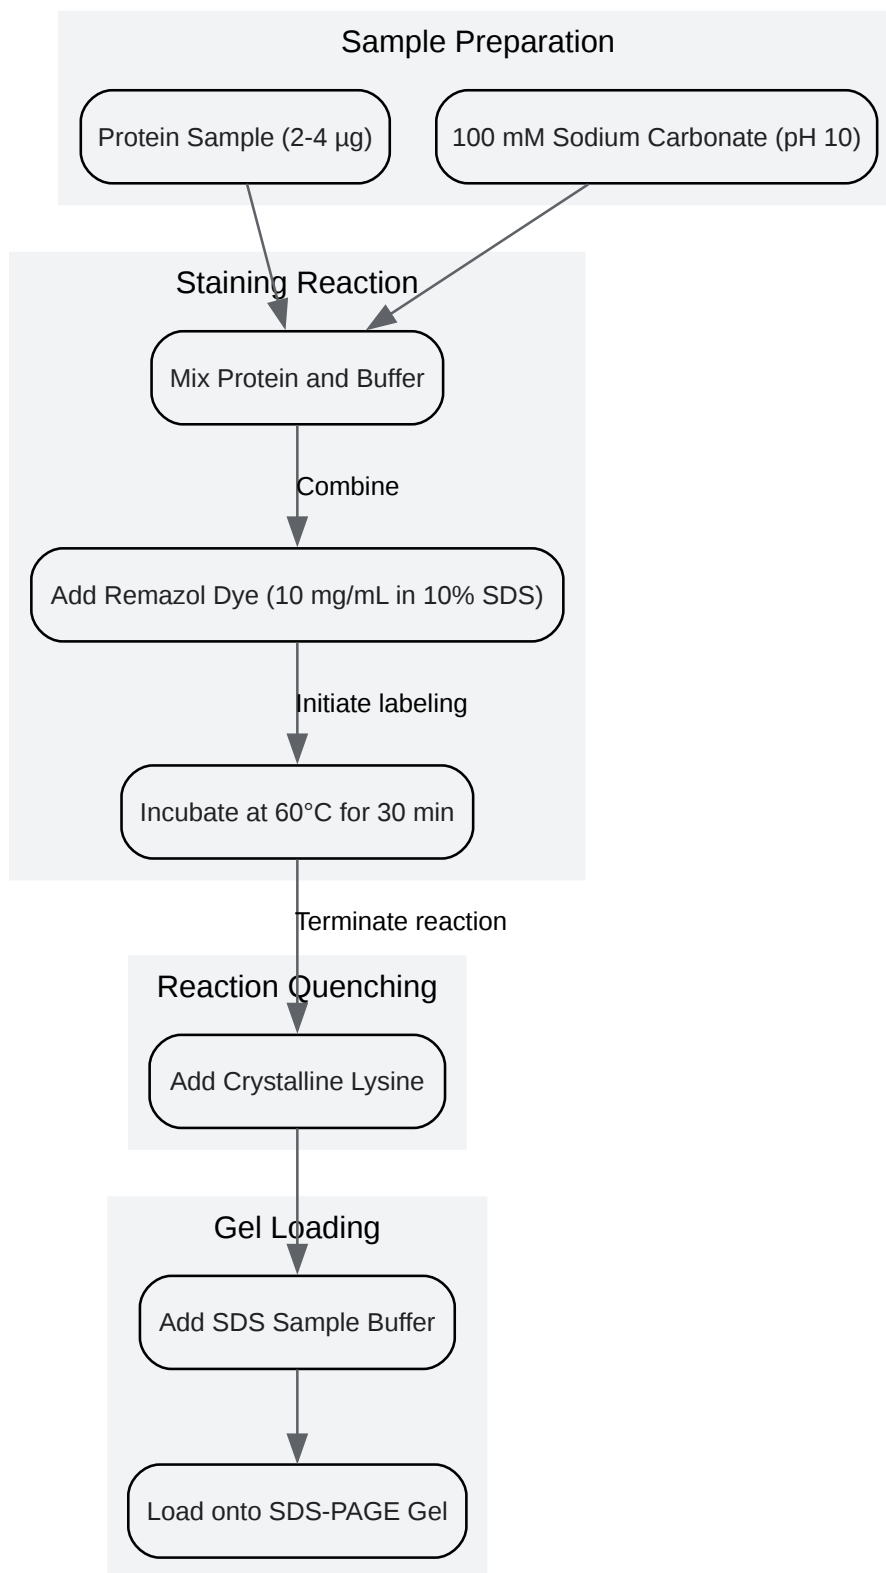 Sample Preparation
Protein Sample (2-4 µg)
100 mM Sodium Carbonate (pH 10)
Staining Reaction
Mix Protein and Buffer
Combine
Add Remazol Dye (10 mg/mL in 10% SDS)
Initiate labeling
Incubate at 60°C for 30 min
Terminate reaction
Reaction Quenching
Add Crystalline Lysine
Gel Loading
Add SDS Sample Buffer
Load onto SDS-PAGE Gel